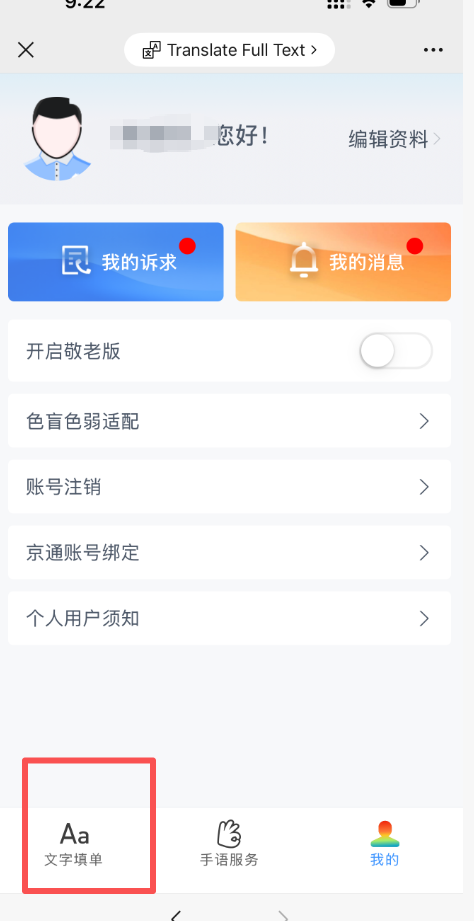 9:22
Translate Full Text
您好！
编辑资料
我的诉求
我的消息
开启敬老版
色盲色弱适配
账号注销
京通账号绑定
个人用户须知
Aa
文字填单
手语服务
我的